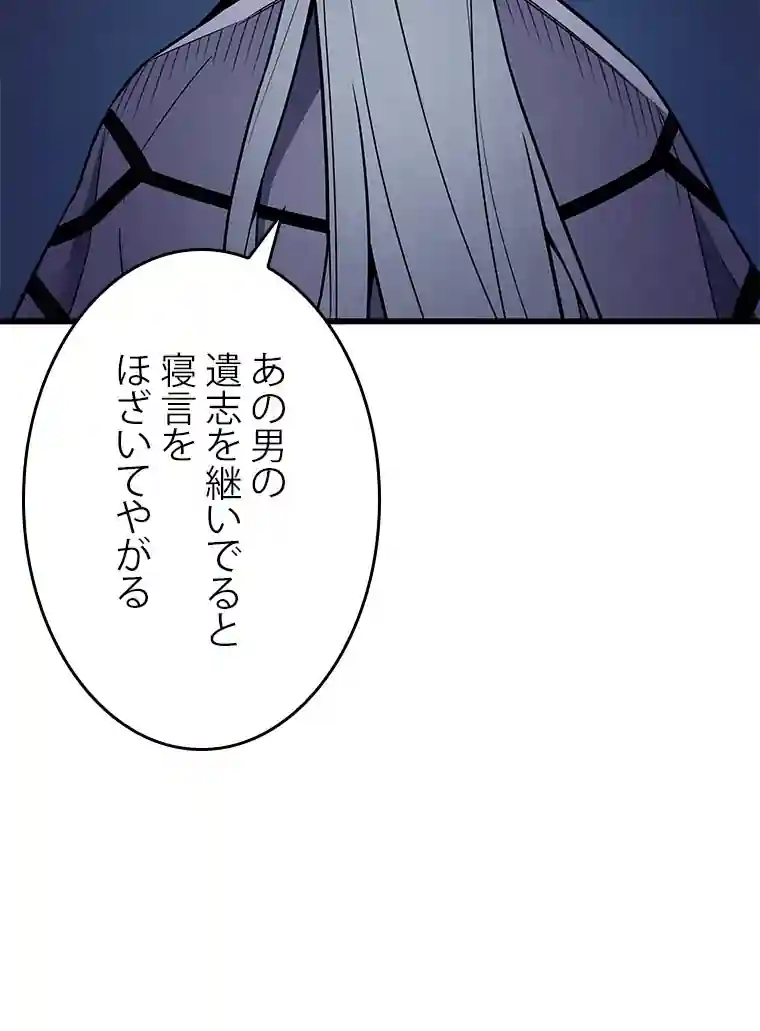 あの男の
遺志を継いでると
寝言を
ほざいてやがる